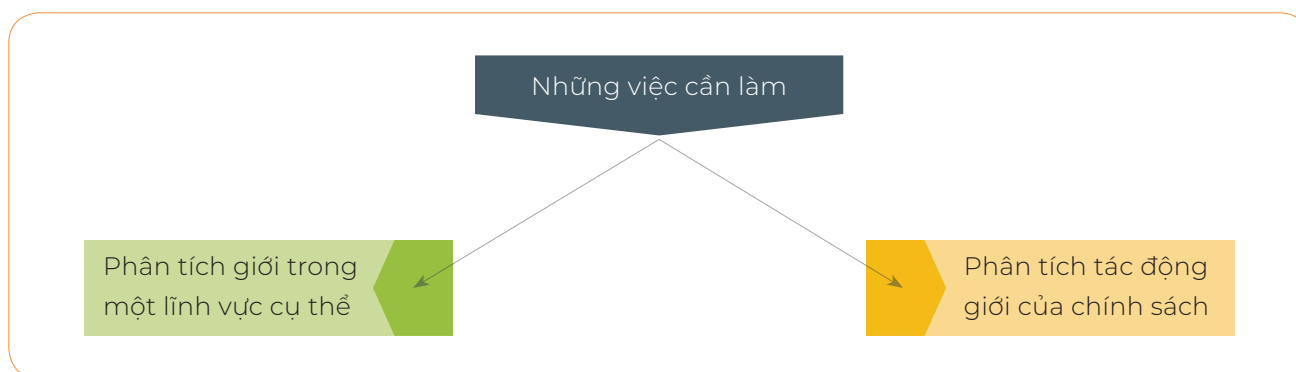 Những việc cần làm
Phân tích giới trong
một lĩnh vực cụ thể
Phân tích tác động
giới của chính sách